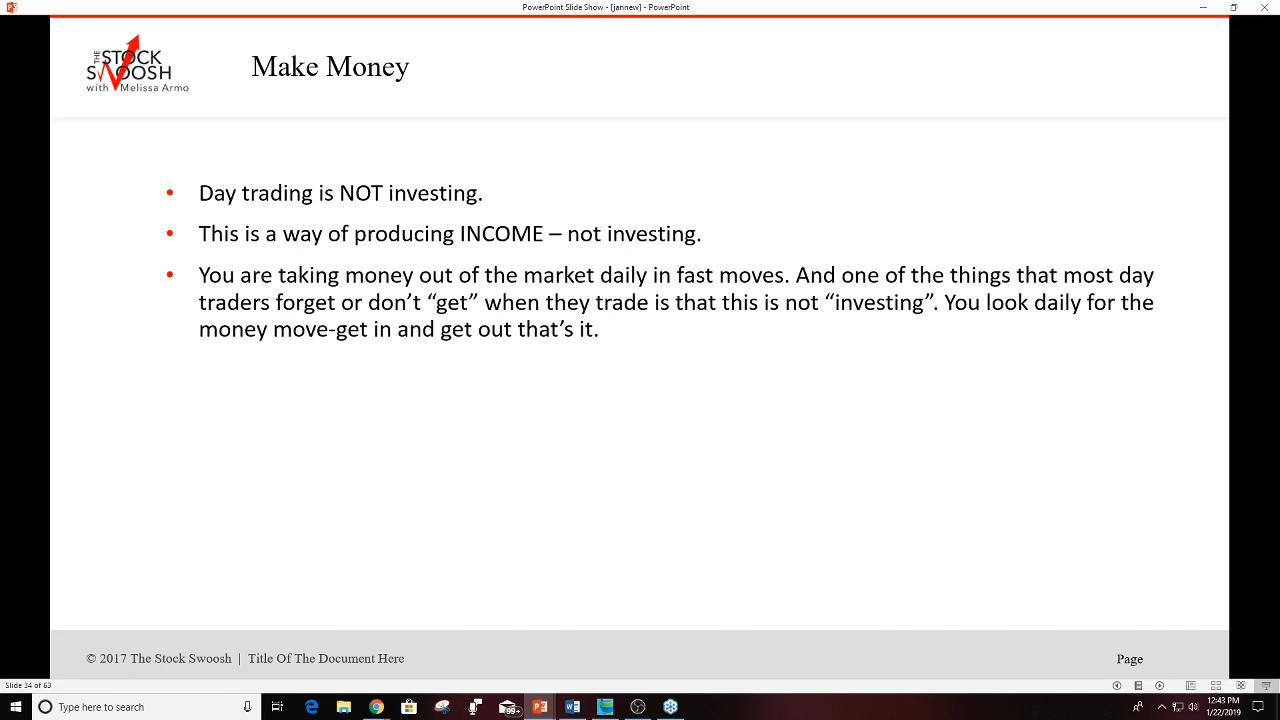 PowerPoint Slide Show - [jannew] - PowerPoint
THE STOCK
SWOOSH
with Melissa Armo
Make Money
• Day trading is NOT investing.
• This is a way of producing INCOME – not investing.
• You are taking money out of the market daily in fast moves. And one of the things that most day
traders forget or don’t “get” when they trade is that this is not “investing”. You look daily for the
money move-get in and get out that’s it.
© 2017 The Stock Swoosh | Title Of The Document Here
Page
Slide 34 of 63
Type here to search
99+
12:43 PM
1/22/2019